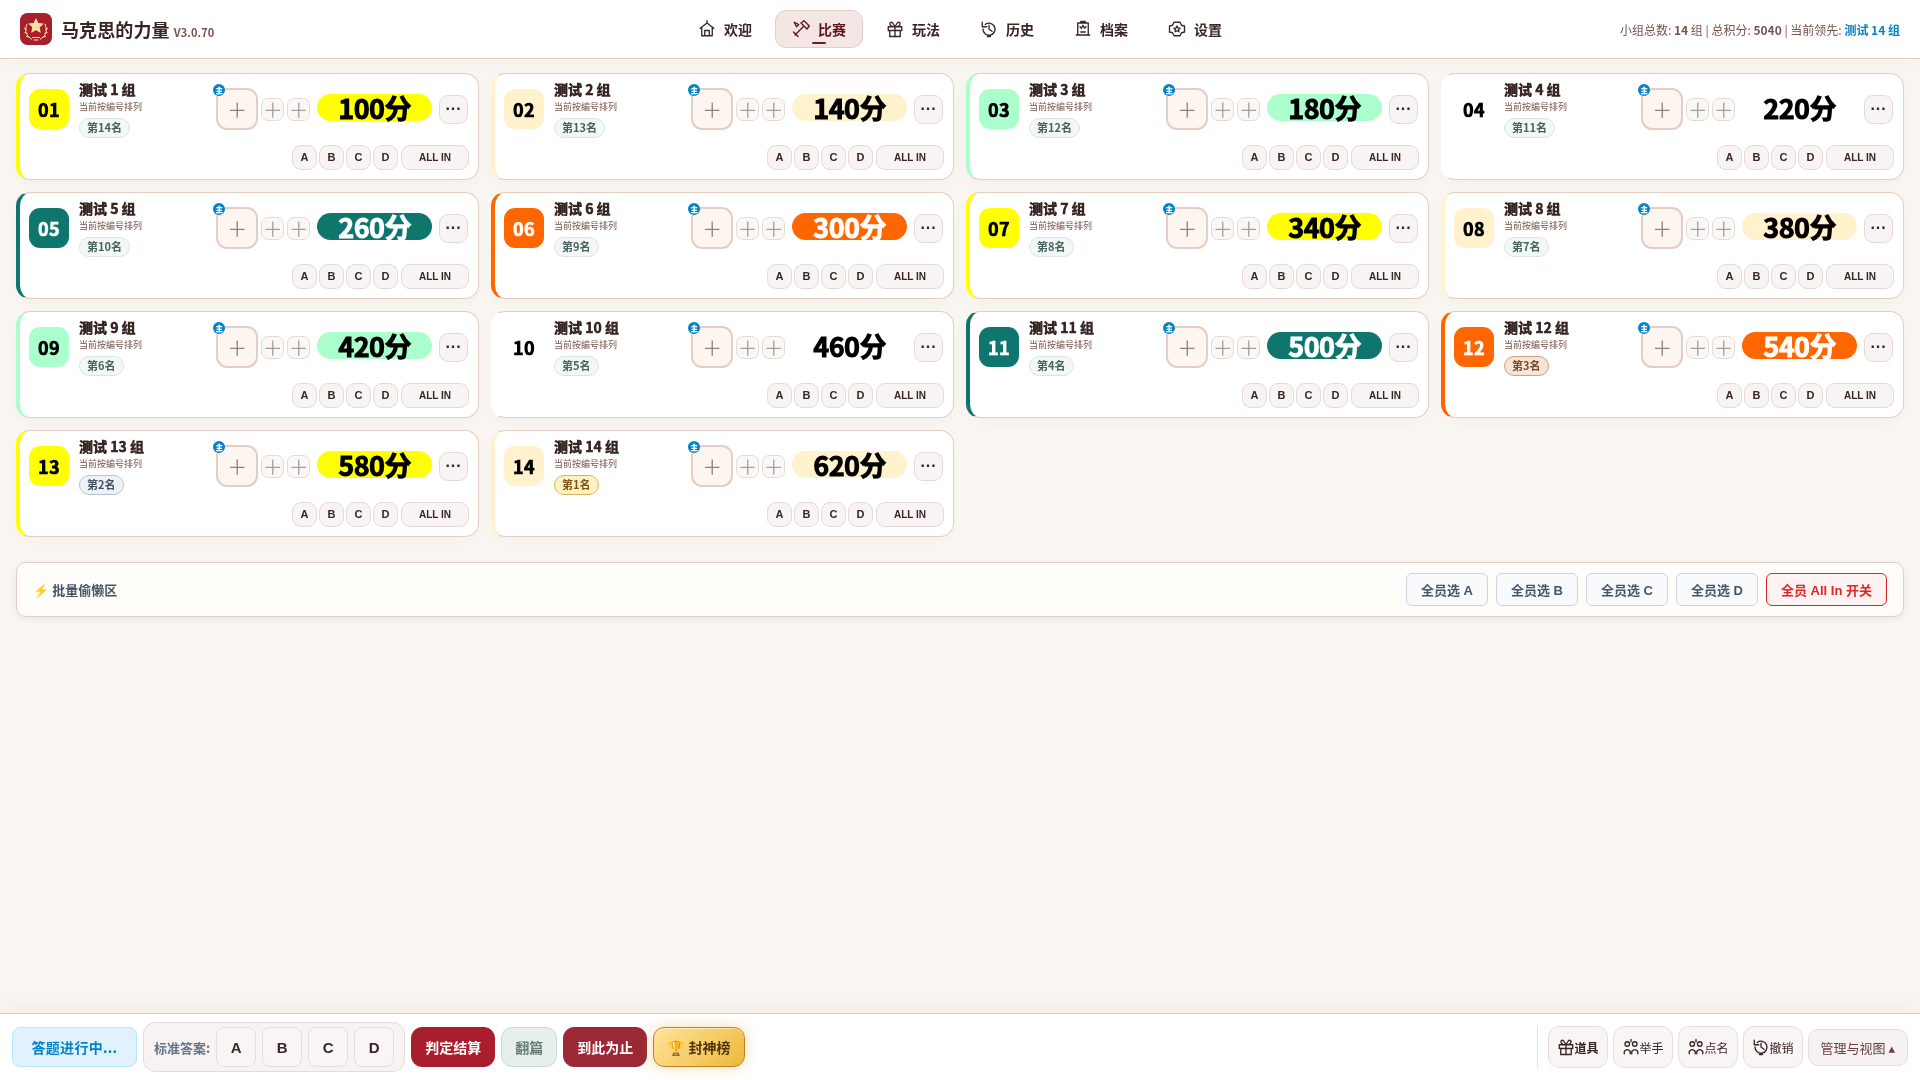 马克思的力量 V3.0.70
欢迎
比赛
玩法
历史
档案
设置
小组总数: 14 组 | 总积分: 5040 | 当前领先: 测试 14 组
01
测试 1 组
当前按编号排列
第14名
主
100分
A B C D ALL IN
02
测试 2 组
当前按编号排列
第13名
主
140分
A B C D ALL IN
03
测试 3 组
当前按编号排列
第12名
主
180分
A B C D ALL IN
04
测试 4 组
当前按编号排列
第11名
主
220分
A B C D ALL IN
05
测试 5 组
当前按编号排列
第10名
主
260分
A B C D ALL IN
06
测试 6 组
当前按编号排列
第9名
主
300分
A B C D ALL IN
07
测试 7 组
当前按编号排列
第8名
主
340分
A B C D ALL IN
08
测试 8 组
当前按编号排列
第7名
主
380分
A B C D ALL IN
09
测试 9 组
当前按编号排列
第6名
主
420分
A B C D ALL IN
10
测试 10 组
当前按编号排列
第5名
主
460分
A B C D ALL IN
11
测试 11 组
当前按编号排列
第4名
主
500分
A B C D ALL IN
12
测试 12 组
当前按编号排列
第3名
主
540分
A B C D ALL IN
13
测试 13 组
当前按编号排列
第2名
主
580分
A B C D ALL IN
14
测试 14 组
当前按编号排列
第1名
主
620分
A B C D ALL IN
⚡ 批量偷懒区
全员选 A
全员选 B
全员选 C
全员选 D
全员 All In 开关
答题进行中...
标准答案: A B C D
判定结算
翻篇
到此为止
🏆 封神榜
道具
举手
点名
撤销
管理与视图 ▴